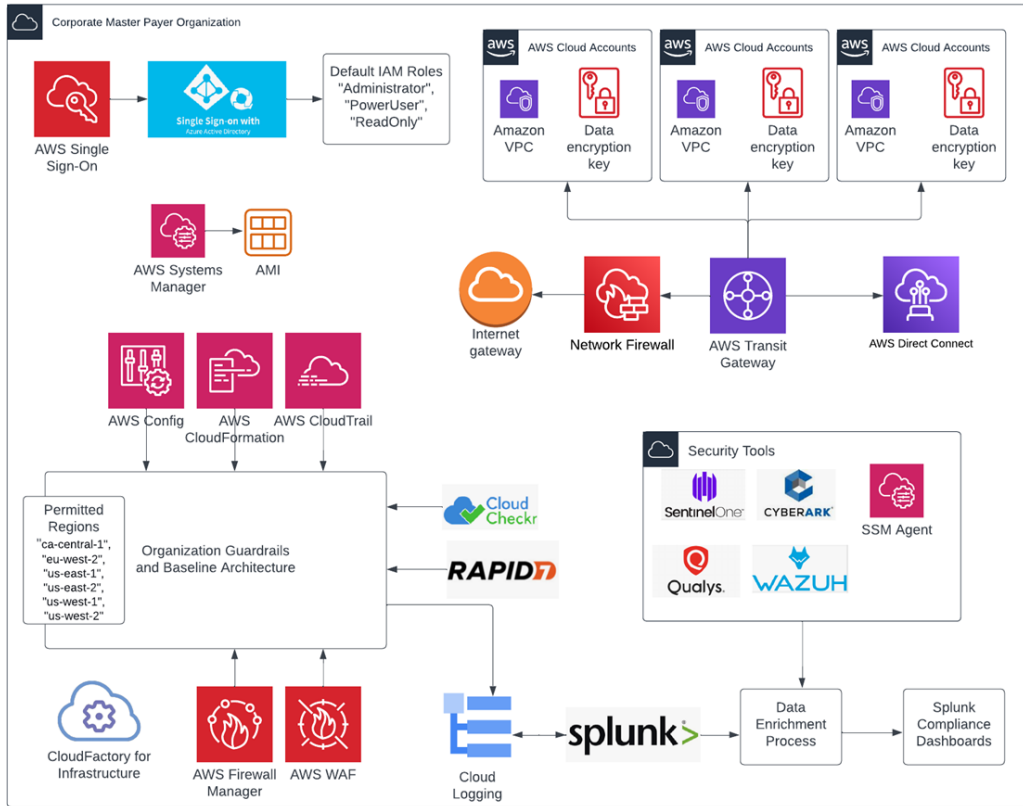 Corporate Master Payer Organization
AWS Single
Sign-On
Single Sign-on with
Azure Active Directory
Default IAM Roles
"Administrator",
"PowerUser",
"ReadOnly"
aws
AWS Cloud Accounts
Amazon
VPC
Data
encryption
key
aws
AWS Cloud Accounts
Amazon
VPC
Data
encryption
key
aws
AWS Cloud Accounts
Amazon
VPC
Data
encryption
key
AWS Systems
Manager
AMI
Internet
gateway
Network Firewall
AWS Transit
Gateway
AWS Direct Connect
AWS Config
AWS
CloudFormation
AWS CloudTrail
Permitted
Regions
"ca-central-1",
"eu-west-2",
"us-east-1",
"us-east-2",
"us-west-1",
"us-west-2"
Organization Guardrails
and Baseline Architecture
Cloud
Checkr
RAPID7
Security Tools
SentinelOne
CYBERARK
SSM Agent
Qualys.
WAZUH
CloudFactory for
Infrastructure
AWS Firewall
Manager
AWS WAF
Cloud
Logging
splunk>
Data
Enrichment
Process
Splunk
Compliance
Dashboards